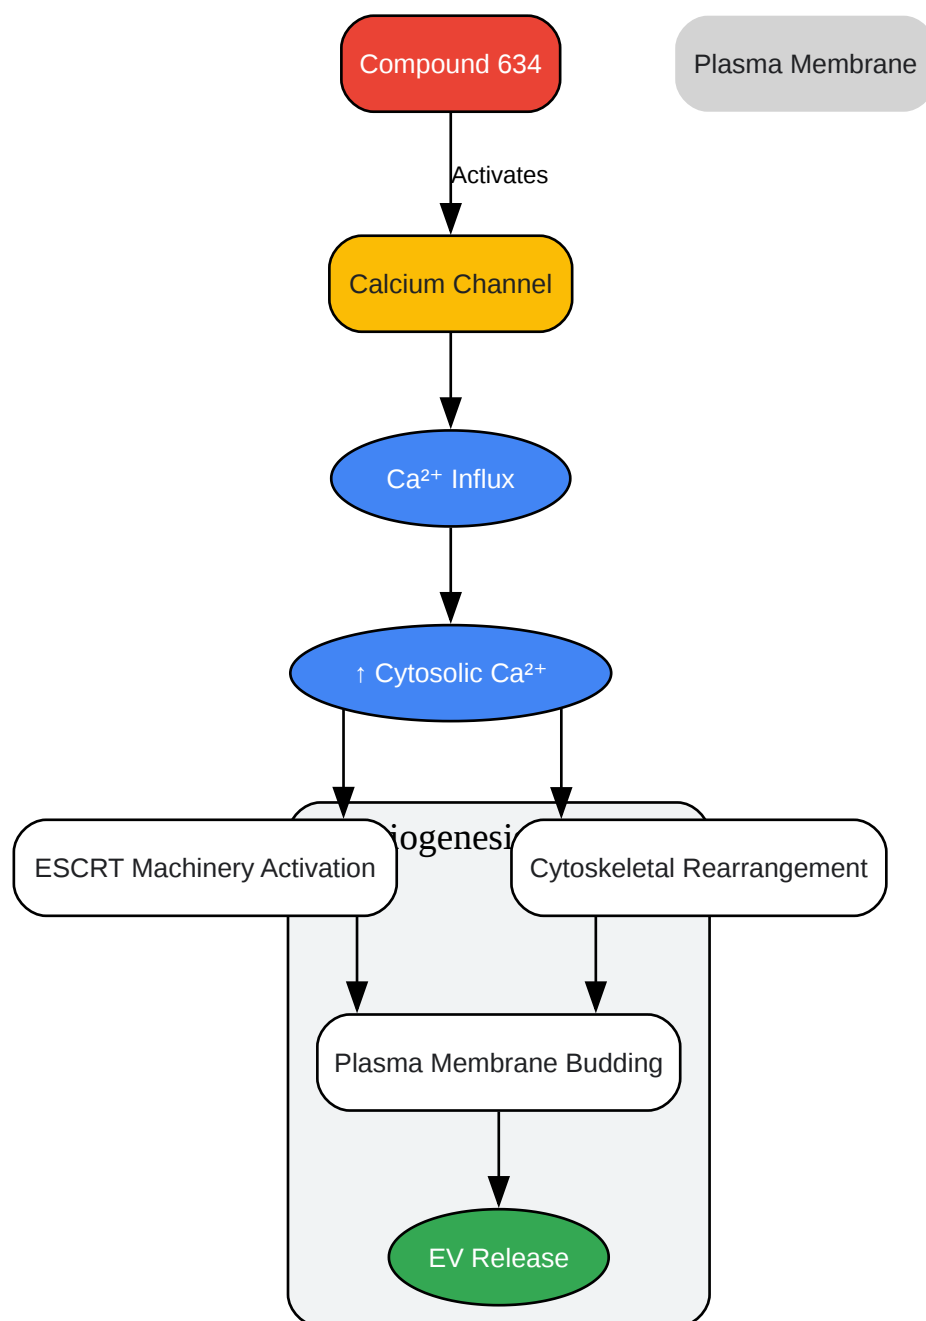 Compound 634
Plasma Membrane
Activates
Calcium Channel
Ca²⁺ Influx
↑ Cytosolic Ca²⁺
ESCRT Machinery Activation
Cytoskeletal Rearrangement
Plasma Membrane Budding
EV Release